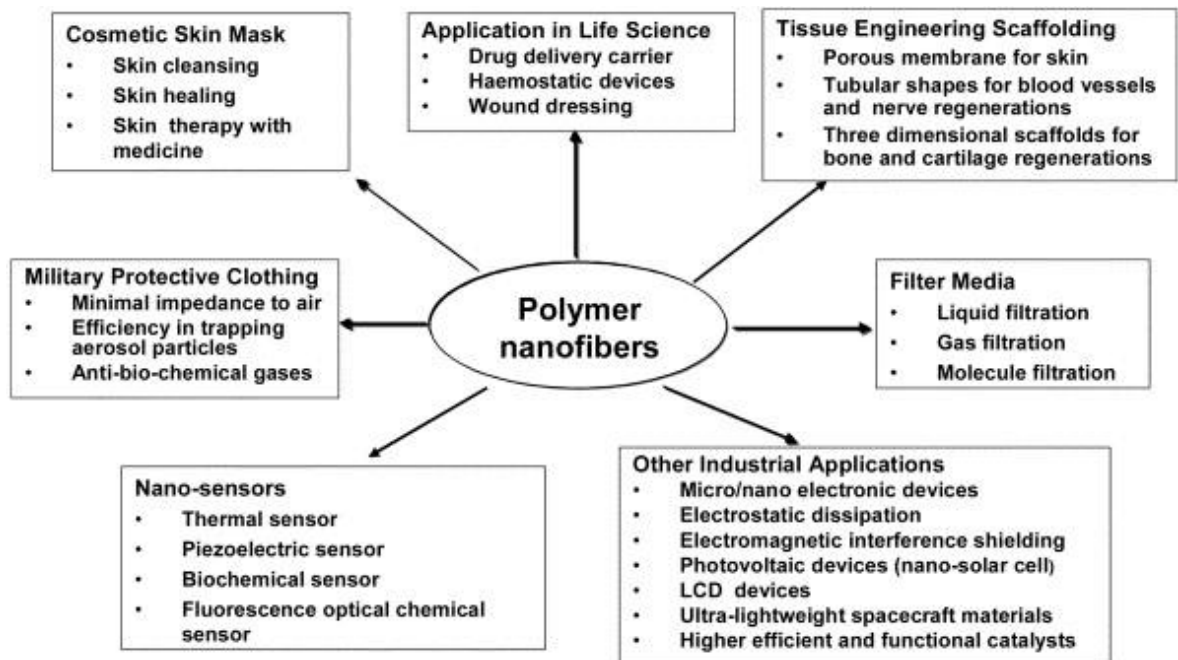 Cosmetic Skin Mask
• Skin cleansing
• Skin healing
• Skin therapy with
medicine
Application in Life Science
• Drug delivery carrier
• Haemostatic devices
• Wound dressing
Tissue Engineering Scaffolding
• Porous membrane for skin
• Tubular shapes for blood vessels
and nerve regenerations
• Three dimensional scaffolds for
bone and cartilage regenerations
Military Protective Clothing
• Minimal impedance to air
• Efficiency in trapping
aerosol particles
• Anti-bio-chemical gases
Polymer
nanofibers
Filter Media
• Liquid filtration
• Gas filtration
• Molecule filtration
Nano-sensors
• Thermal sensor
• Piezoelectric sensor
• Biochemical sensor
• Fluorescence optical chemical
sensor
Other Industrial Applications
• Micro/nano electronic devices
• Electrostatic dissipation
• Electromagnetic interference shielding
• Photovoltaic devices (nano-solar cell)
• LCD devices
• Ultra-lightweight spacecraft materials
• Higher efficient and functional catalysts